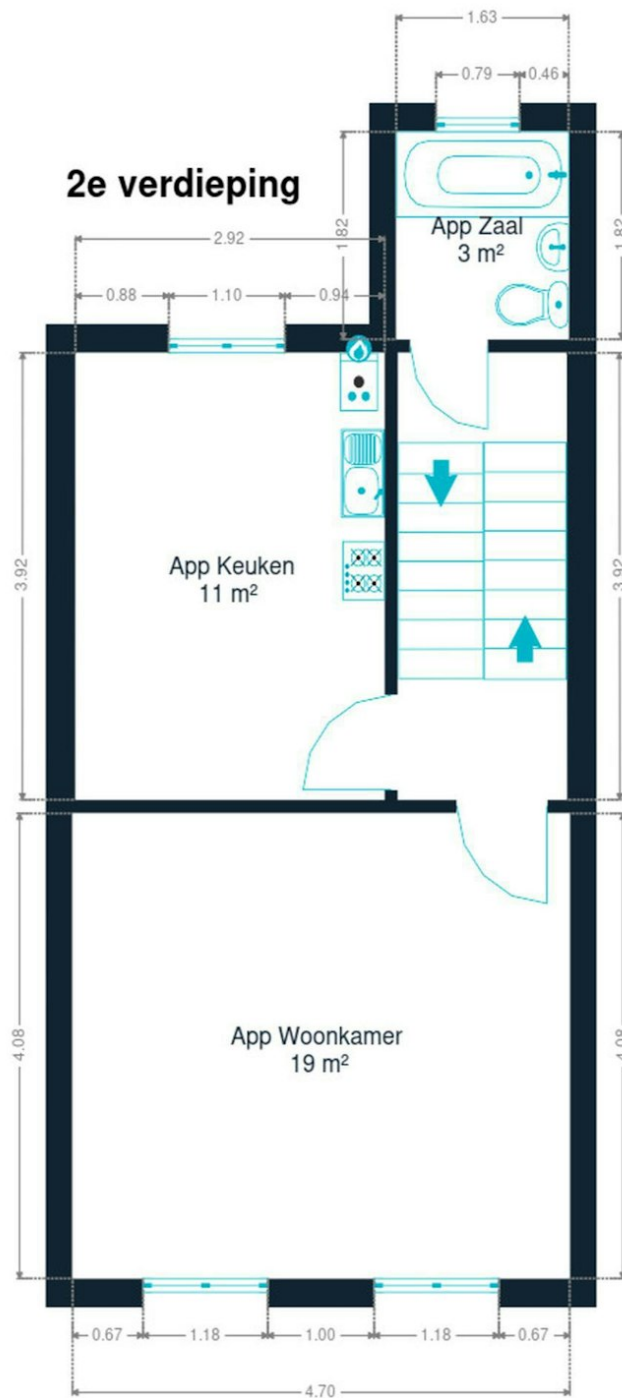 1.63
0.79
0.46
2e verdieping
1.82
App Zaal
3 m²
1.82
2.92
0.88
1.10
0.94
3.92
App Keuken
11 m²
3.92
4.08
App Woonkamer
19 m²
4.08
0.67
1.18
1.00
1.18
0.67
4.70